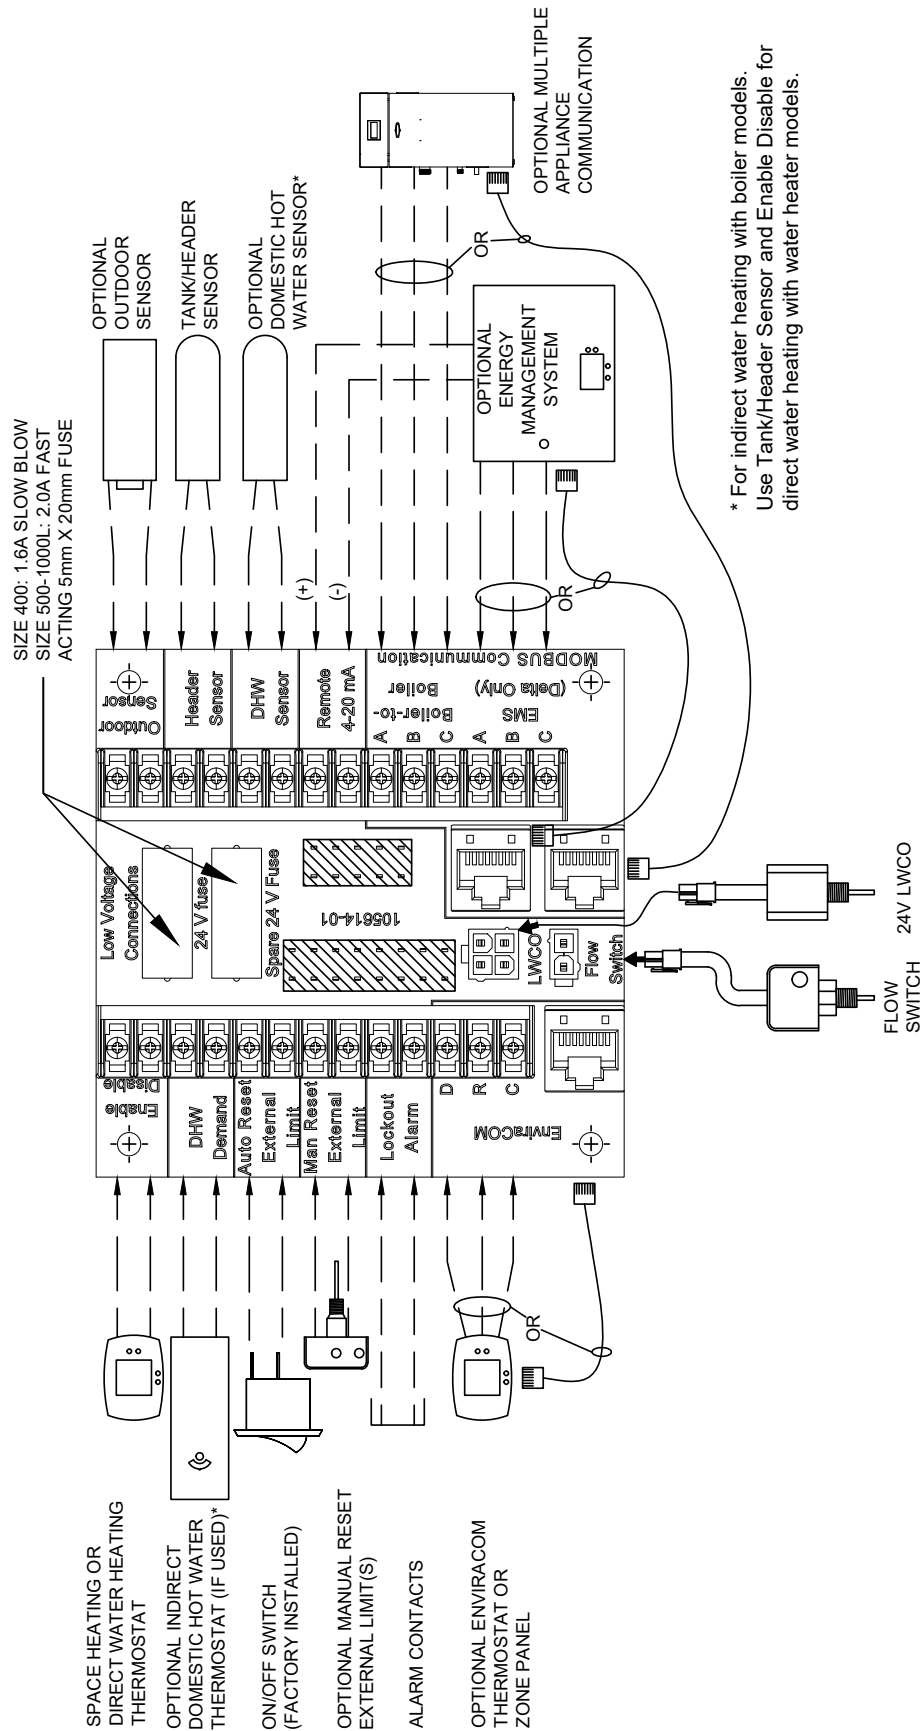 SIZE 400: 1.6A SLOW BLOW
SIZE 500-1000L: 2.0A FAST
ACTING 5mm X 20mm FUSE
OPTIONAL
OUTDOOR
SENSOR
TANK/HEADER
SENSOR
OPTIONAL
DOMESTIC HOT
WATER SENSOR*
OPTIONAL MULTIPLE
APPLIANCE
COMMUNICATION
(+)
(-)
OR
OPTIONAL
ENERGY
MANAGEMENT
SYSTEM
OR
* For indirect water heating with boiler models.
Use Tank/Header Sensor and Enable Disable for
direct water heating with water heater models.
Outdoor
Sensor
Header
Sensor
DHW
Sensor
Remote
4-20 mA
Boiler-to-
Boiler
A
B
C
EMS
(Delta Only)
A
B
C
MODBUS Communication
Low Voltage
Connections
24 V fuse
Spare 24 V Fuse
105614-01
LWCO
Flow
Switch
Enable
Disable
DHW
Demand
Auto Reset
External
Limit
Man Reset
External
Limit
Lockout
Alarm
EnviraCOM
D
R
C
24V LWCO
FLOW
SWITCH
OR
SPACE HEATING OR
DIRECT WATER HEATING
THERMOSTAT
OPTIONAL INDIRECT
DOMESTIC HOT WATER
THERMOSTAT (IF USED)*
ON/OFF SWITCH
(FACTORY INSTALLED)
OPTIONAL MANUAL RESET
EXTERNAL LIMIT(S)
ALARM CONTACTS
OPTIONAL ENVIRACOM
THERMOSTAT OR
ZONE PANEL